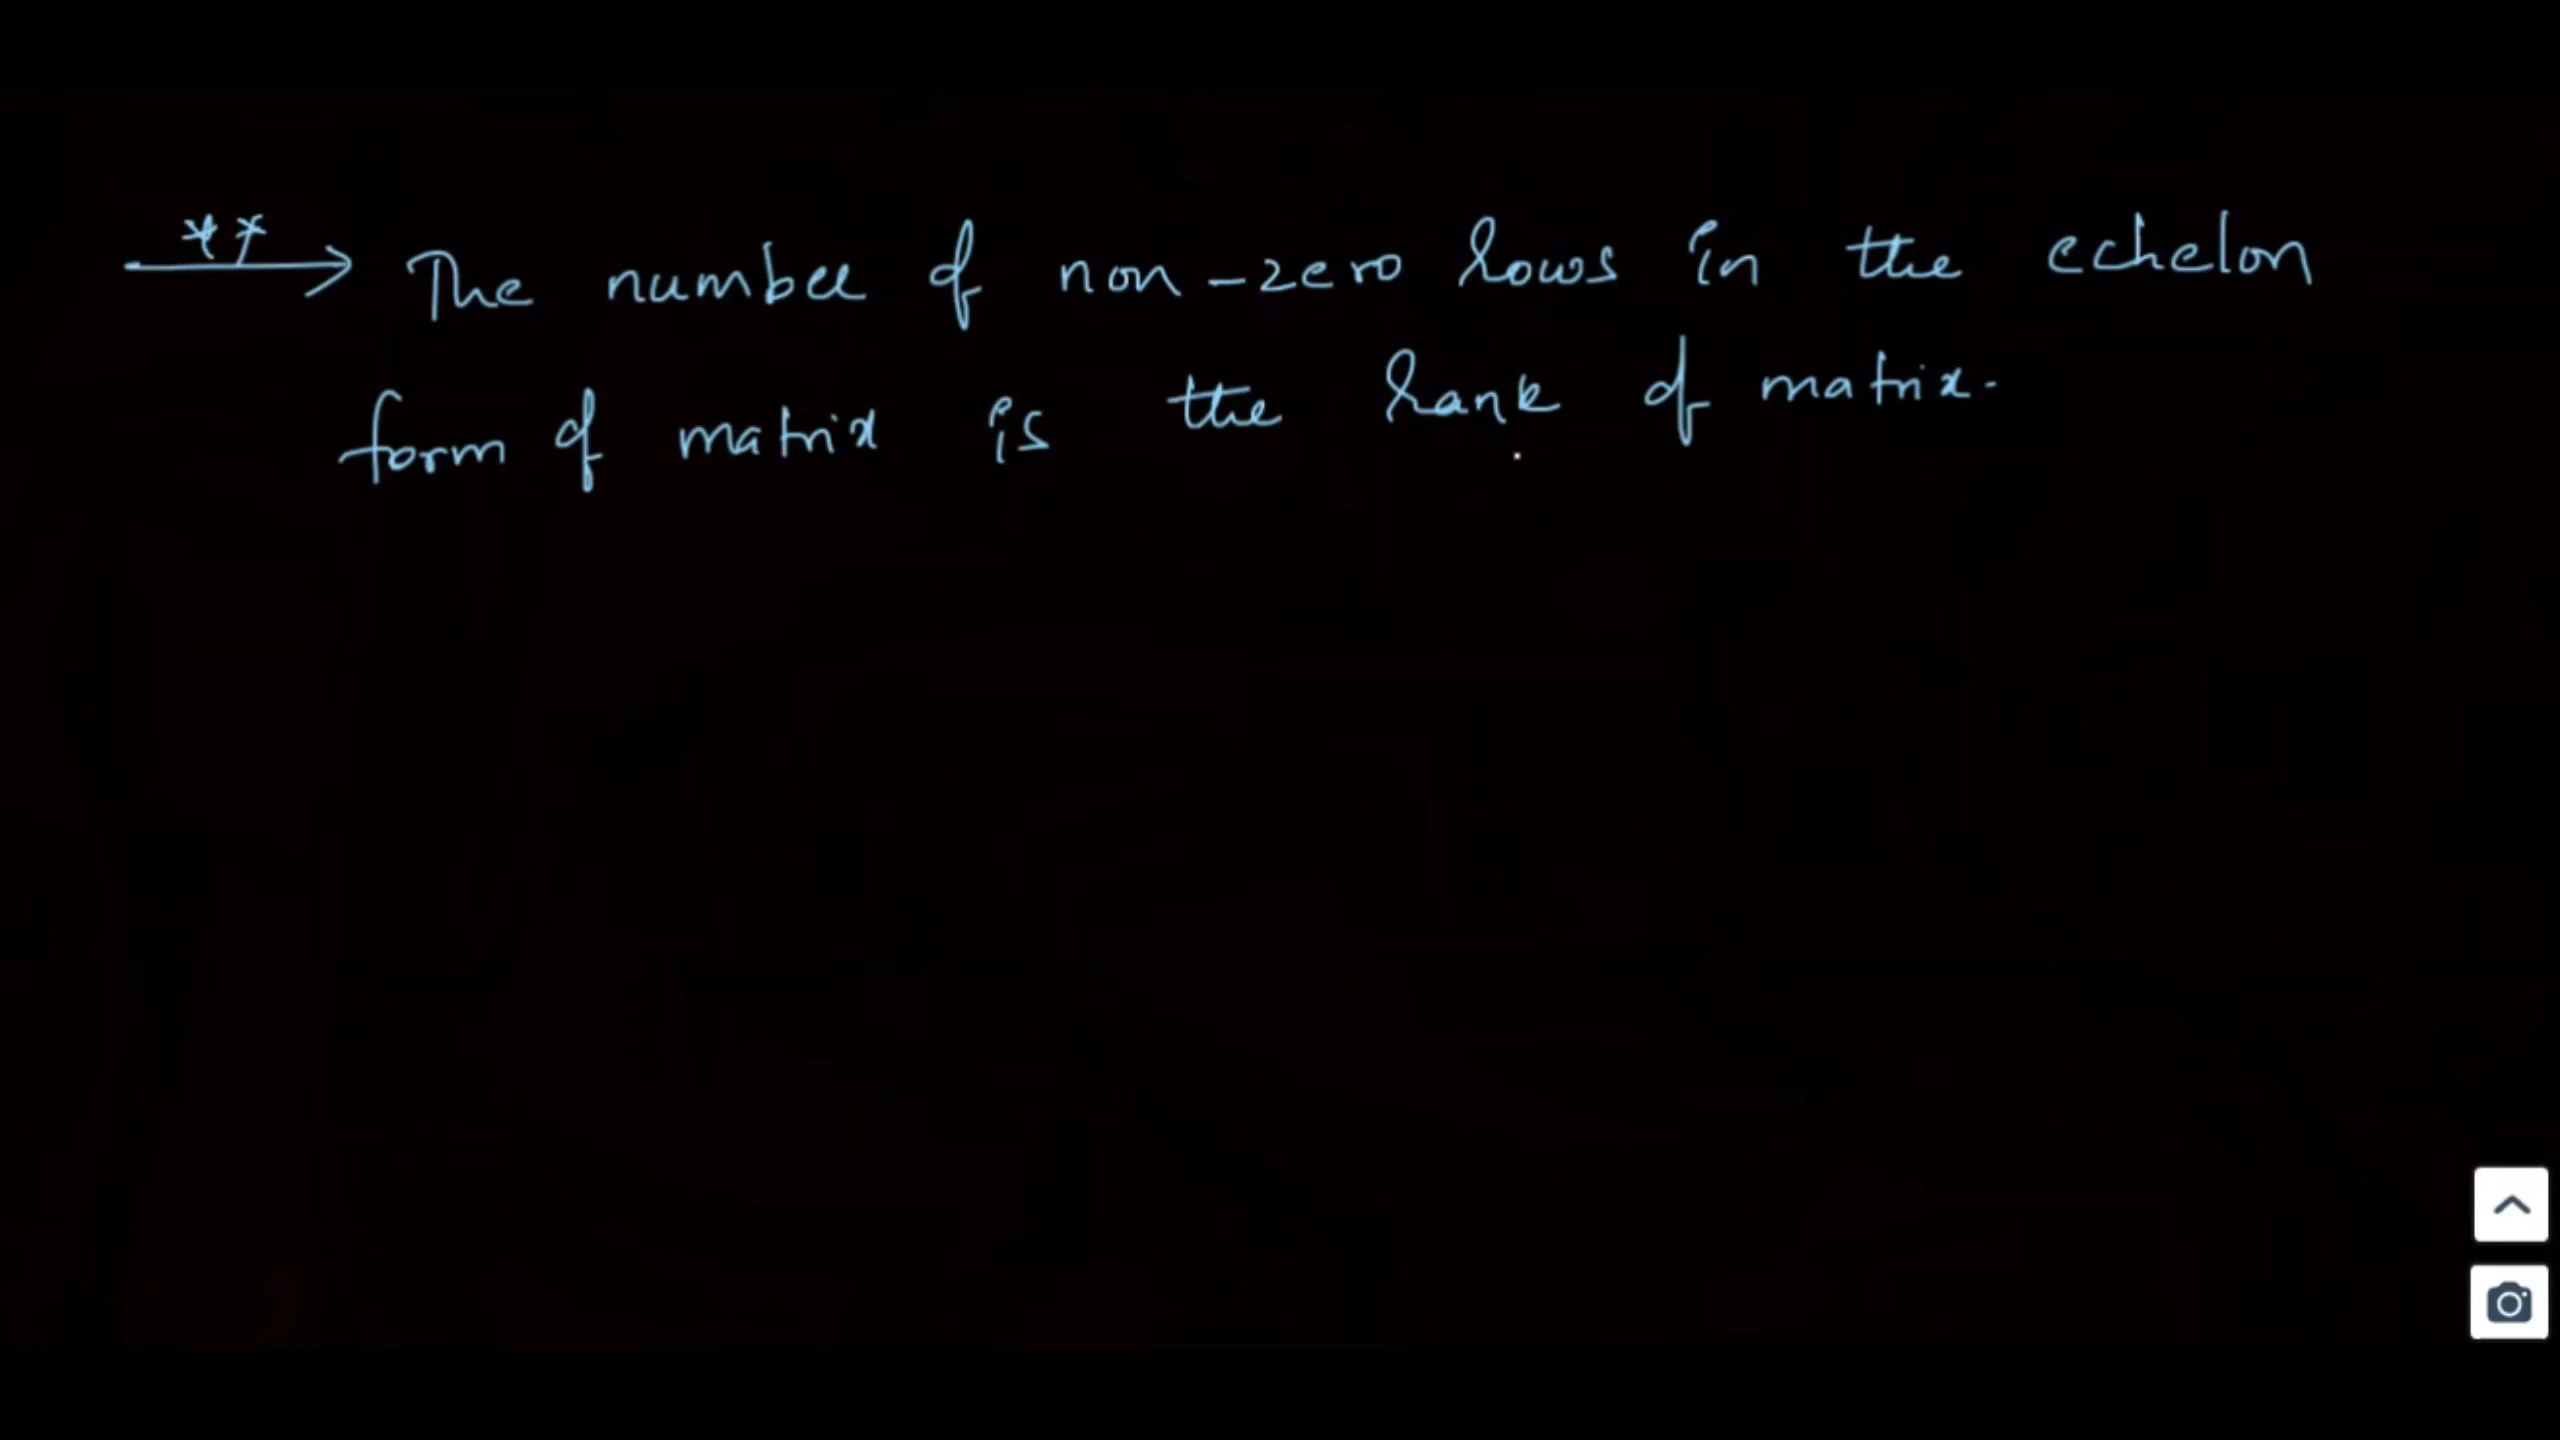 ** → The number of non-zero rows in the echelon
form of matrix is the rank of matrix.